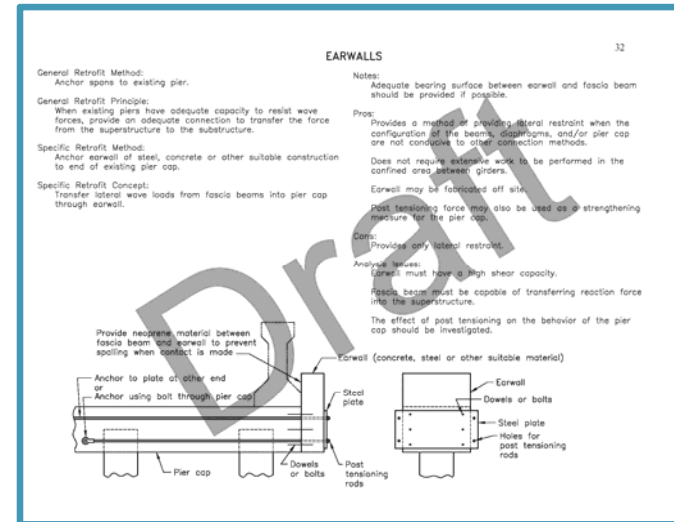 32
EARWALLS
General Retrofit Method:
Anchor spans to existing pier.
General Retrofit Principle:
When existing piers have adequate capacity to resist wave
forces, provide an adequate connection to transfer the force
from the superstructure to the substructure.
Specific Retrofit Method:
Anchor earwall of steel, concrete or other suitable construction
to end of existing pier cap.
Specific Retrofit Concept:
Transfer lateral wave loads from fascia beams into pier cap
through earwall.
Notes:
Adequate bearing surface between earwall and fascia beam
should be provided if possible.
Pros:
Provides a method of providing lateral restraint when the
configuration of the beams, diaphragms, and/or pier cap
are not conducive to other connection methods.
Does not require extensive work to be performed in the
confined area between girders.
Earwall may be fabricated off site.
Post tensioning force may also be used as a strengthening
measure for the pier cap.
Cons:
Provides only lateral restraint.
Analysis Issues:
Earwall must have a high shear capacity.
Fascia beam must be capable of transferring reaction force
into the superstructure.
The effect of post tensioning on the behavior of the pier
cap should be investigated.
Draft
Provide neoprene material between
fascia beam and earwall to prevent
spalling when contact is made
Earwall (concrete, steel or other suitable material)
Anchor to plate at other end
or
Anchor using bolt through pier cap
Steel
plate
Pier cap
Dowels
or bolts
Post
tensioning
rods
Earwall
Dowels or bolts
Steel plate
Holes for
post tensioning
rods